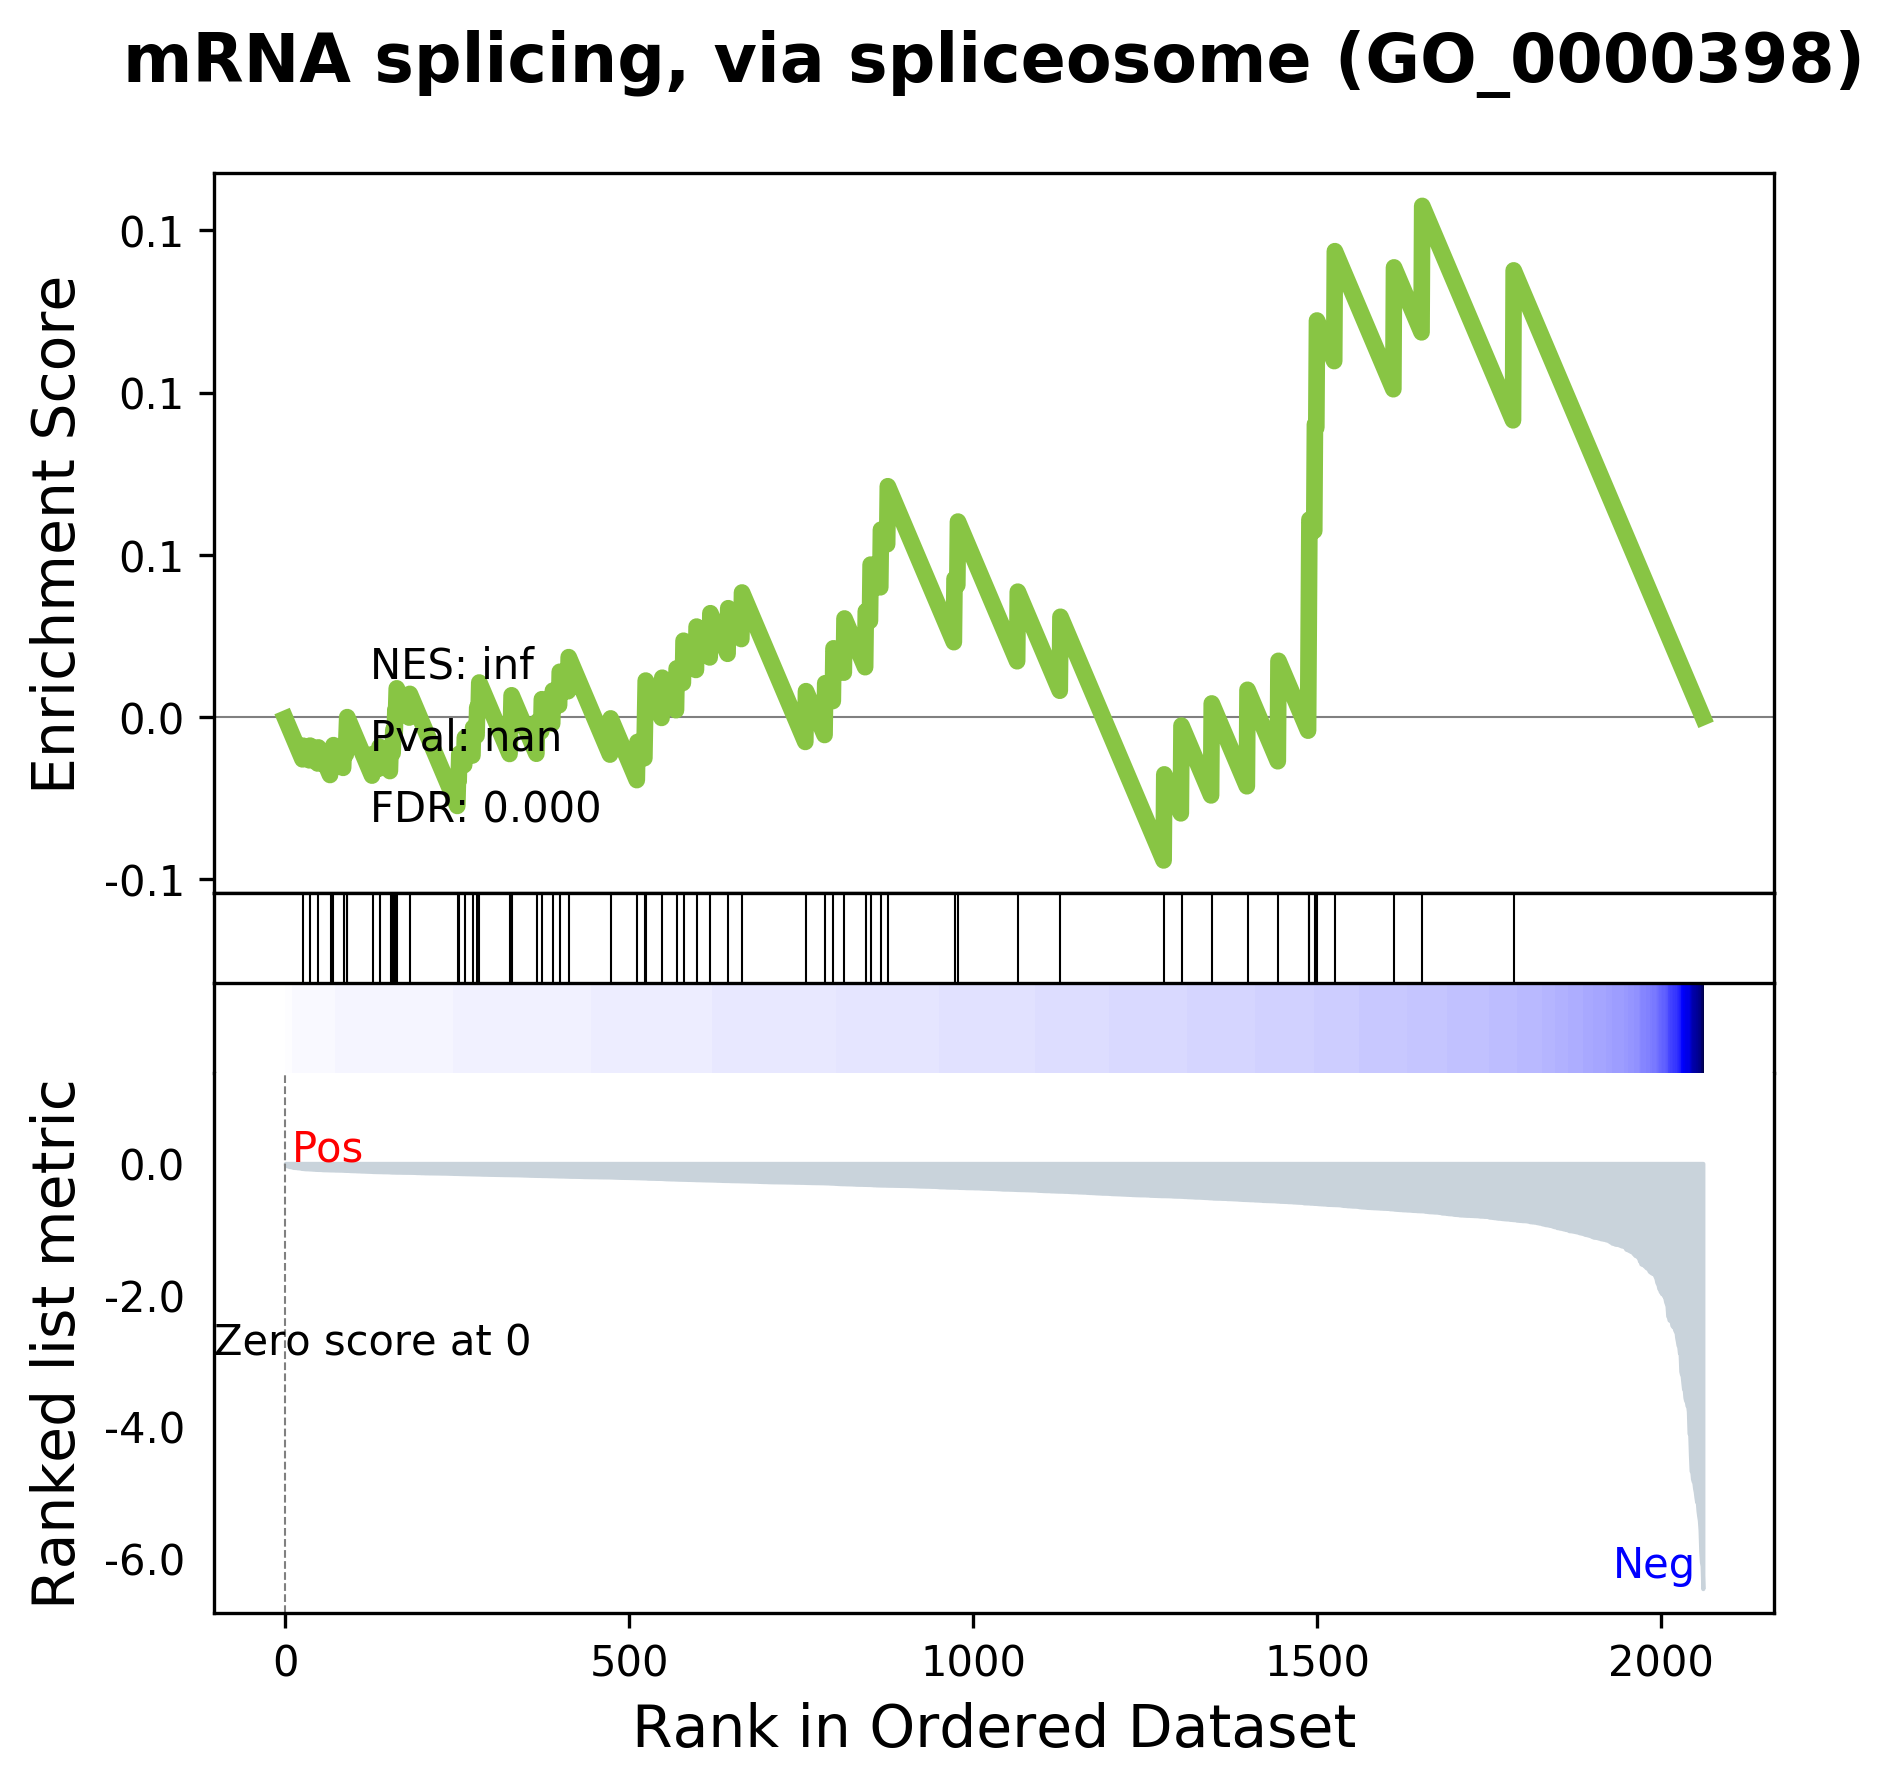 mRNA splicing, via spliceosome (GO_0000398)
Enrichment Score
0.1
0.1
0.1
0.0
-0.1
NES: inf
Pval: nan
FDR: 0.000
Ranked list metric
0.0
-2.0
-4.0
-6.0
Pos
Zero score at 0
Neg
0 500 1000 1500 2000
Rank in Ordered Dataset